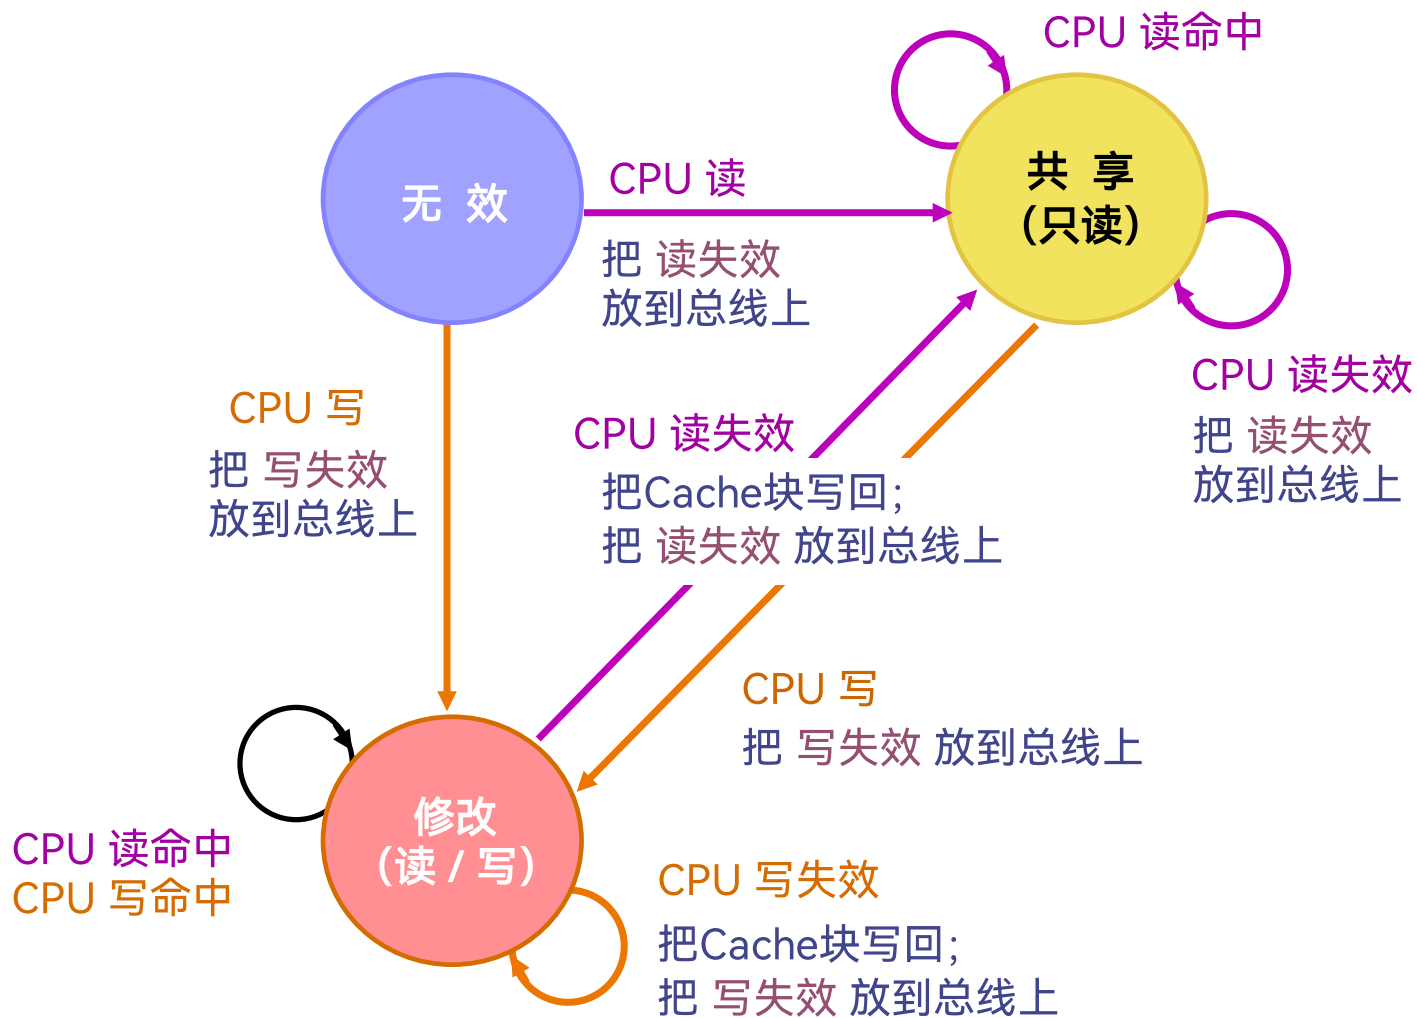 CPU 读命中
无 效
共 享
（只读）
CPU 读
把 读失效
放到总线上
CPU 读失效
把 读失效
放到总线上
CPU 写
把 写失效
放到总线上
CPU 读失效
把Cache块写回；
把 读失效 放到总线上
CPU 写
把 写失效 放到总线上
修改
（读 / 写）
CPU 读命中
CPU 写命中
CPU 写失效
把Cache块写回；
把 写失效 放到总线上